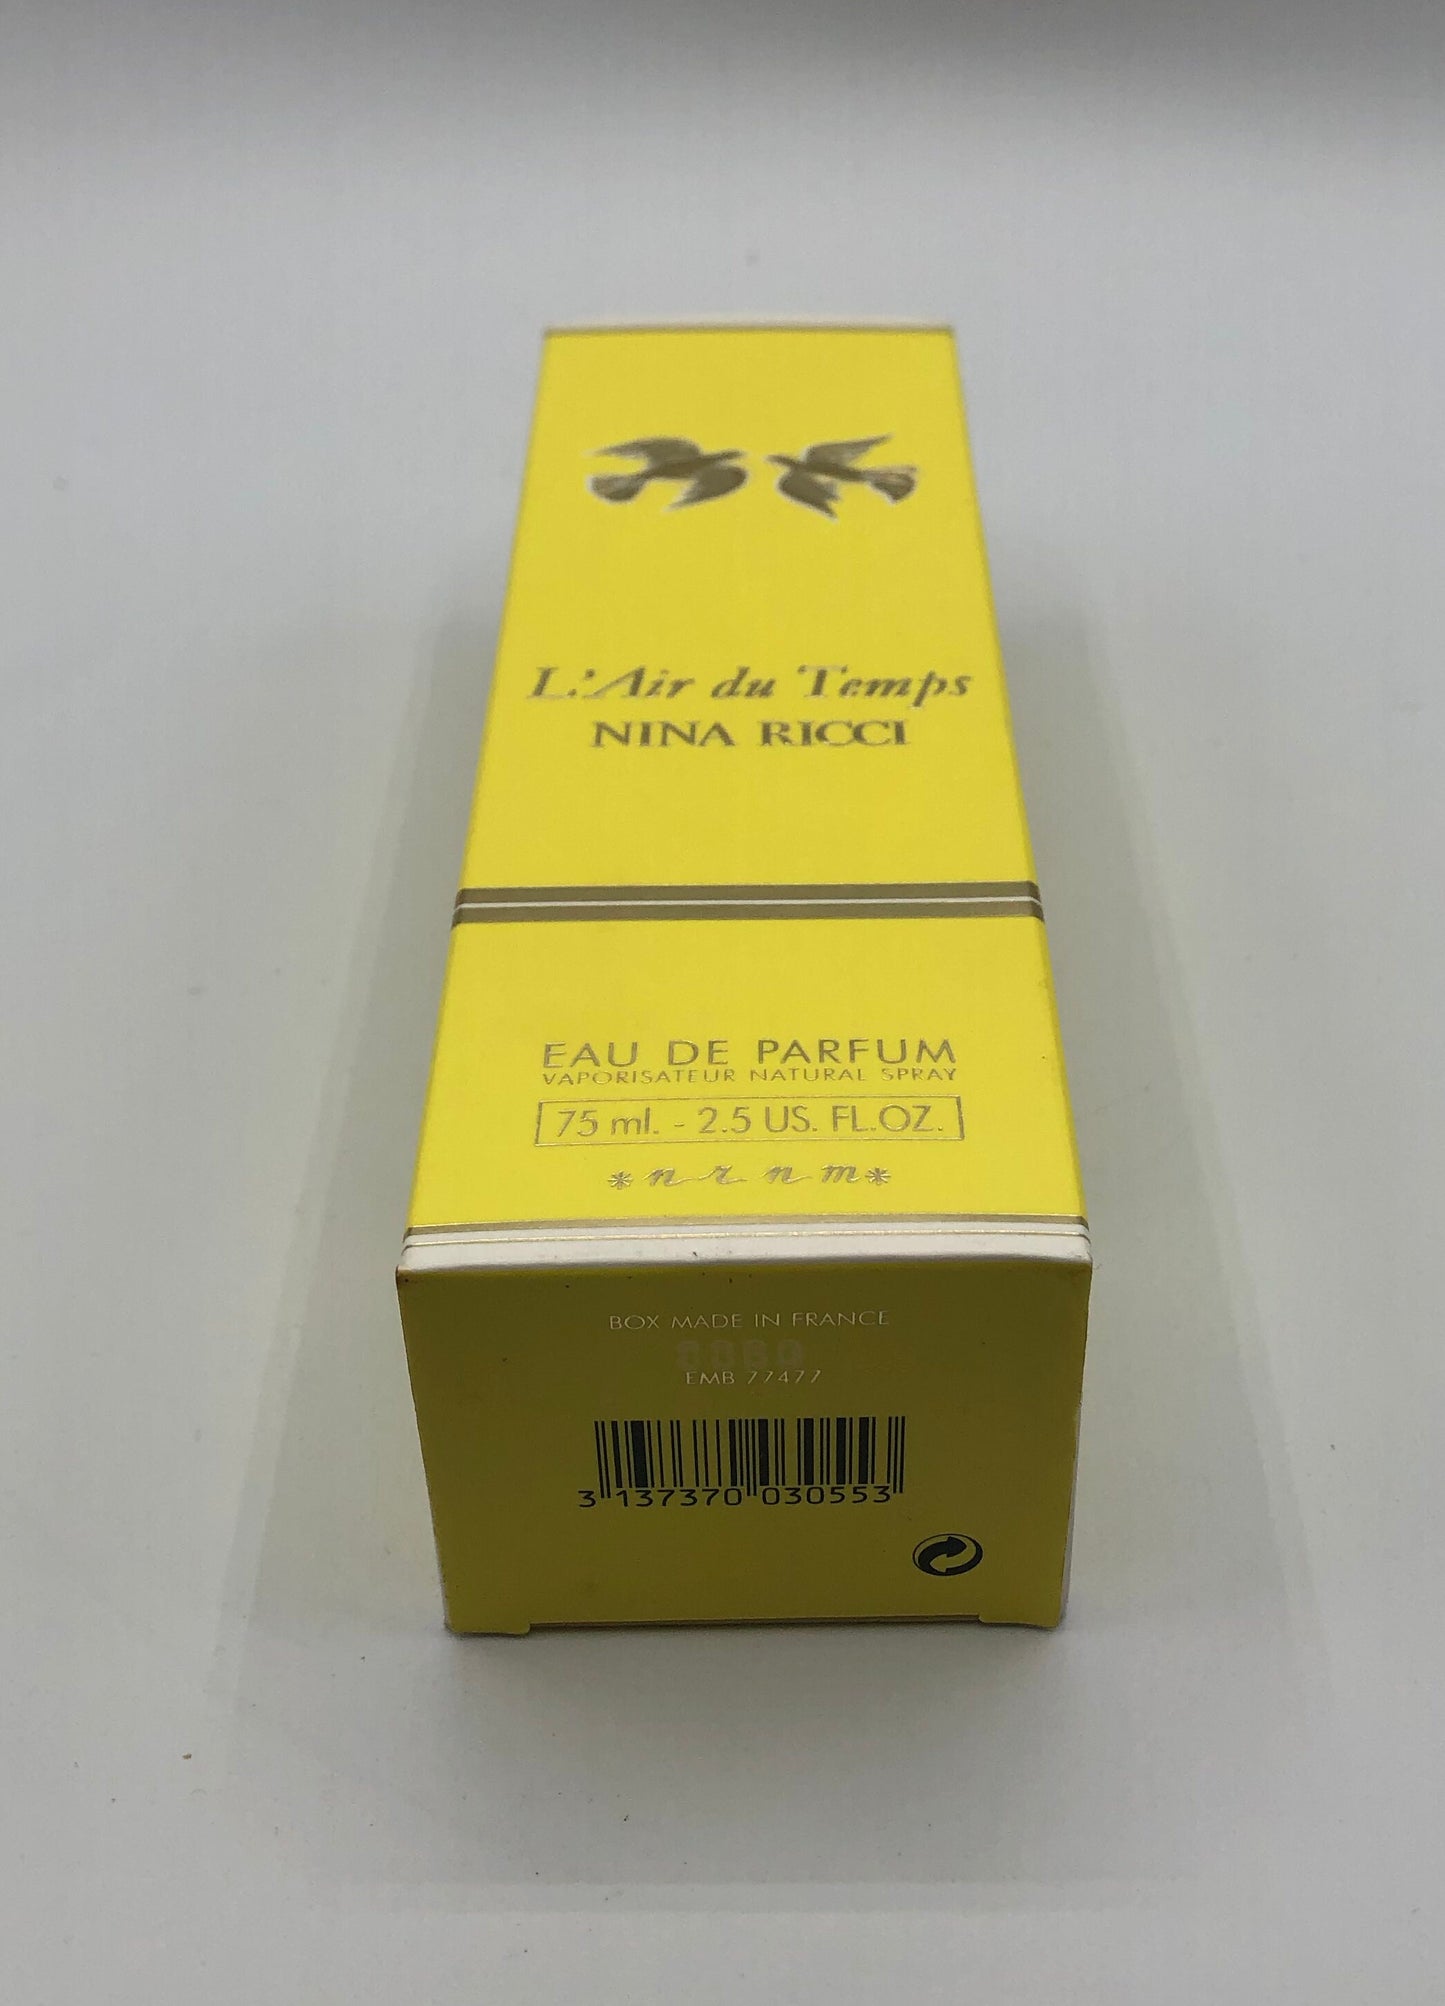 L'Air du Temps
NINA RICCI
EAU DE PARFUM
VAPORISATEUR NATURAL SPRAY
75 ml. - 2.5 US. FL.OZ.
*n r n m*
BOX MADE IN FRANCE
EMB 77477
3 137370 030553